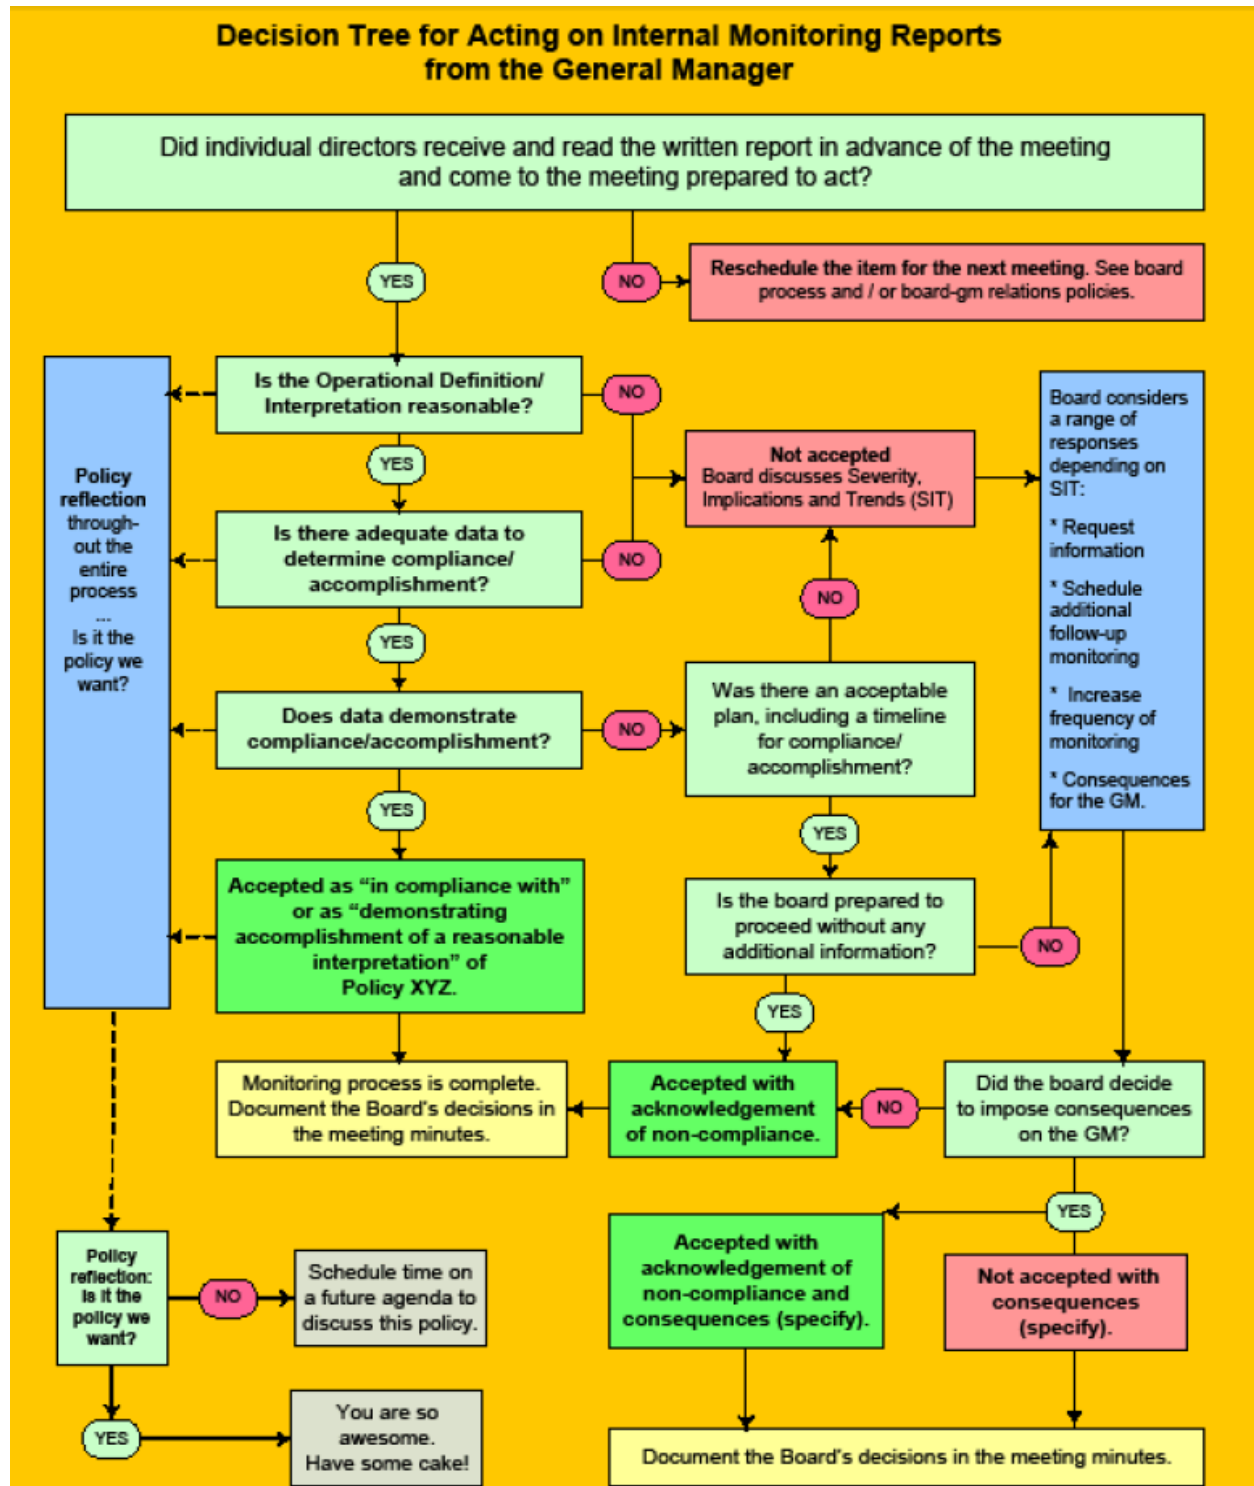 Decision Tree for Acting on Internal Monitoring Reports
from the General Manager
Did individual directors receive and read the written report in advance of the meeting
and come to the meeting prepared to act?
YES
NO
Reschedule the item for the next meeting. See board
process and / or board-gm relations policies.
Policy
reflection
through-
out the
entire
process
...
Is it the
policy we
want?
Is the Operational Definition/
Interpretation reasonable?
NO
YES
Is there adequate data to
determine compliance/
accomplishment?
NO
YES
Does data demonstrate
compliance/accomplishment?
NO
YES
Accepted as “in compliance with”
or as “demonstrating
accomplishment of a reasonable
interpretation” of
Policy XYZ.
Not accepted
Board discusses Severity,
Implications and Trends (SIT)
NO
Was there an acceptable
plan, including a timeline
for compliance/
accomplishment?
YES
Is the board prepared to
proceed without any
additional information?
NO
YES
Board considers
a range of
responses
depending on
SIT:
* Request
information
* Schedule
additional
follow-up
monitoring
* Increase
frequency of
monitoring
* Consequences
for the GM.
Monitoring process is complete.
Document the Board's decisions in
the meeting minutes.
Accepted with
acknowledgement
of non-compliance.
NO
Did the board decide
to impose consequences
on the GM?
YES
Accepted with
acknowledgement of
non-compliance and
consequences (specify).
Not accepted with
consequences
(specify).
Document the Board's decisions in the meeting minutes.
Policy
reflection:
Is it the
policy we
want?
NO
Schedule time on
a future agenda to
discuss this policy.
YES
You are so
awesome.
Have some cake!